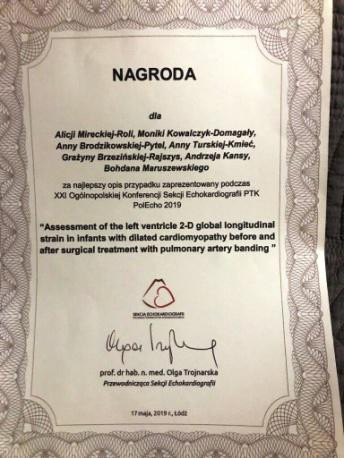 NAGRODA
dla
Alicji Mireckiej-Roli, Moniki Kowalczyk-Domagały,
Anny Brodzikowskiej-Pytel, Anny Turskiej-Kmieć,
Grażyny Brzezińskiej-Rajszys, Andrzeja Kansy,
Bohdana Maruszewskiego
za najlepszy opis przypadku zaprezentowany podczas
XXI Ogólnopolskiej Konferencji Sekcji Echokardiografii PTK
PolEcho 2019
“Assessment of the left ventricle 2-D global longitudinal
strain in infants with dilated cardiomyopathy before and
after surgical treatment with pulmonary artery banding ”
SEKCJA ECHOKARDIOGRAFII
prof. dr hab. n. med. Olga Trojnarska
Przewodnicząca Sekcji Echokardiografii
17 maja, 2019 r., Łódź